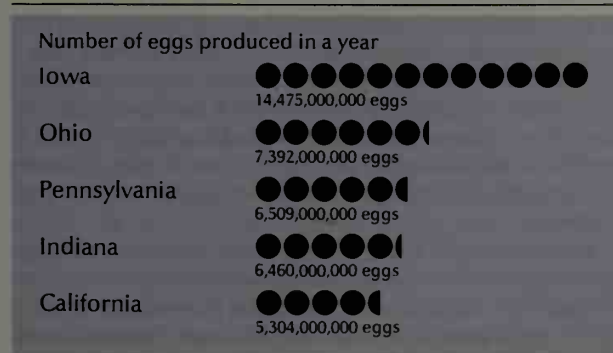 Number of eggs produced in a year
Iowa
14,475,000,000 eggs
Ohio
7,392,000,000 eggs
Pennsylvania
6,509,000,000 eggs
Indiana
6,460,000,000 eggs
California
5,304,000,000 eggs